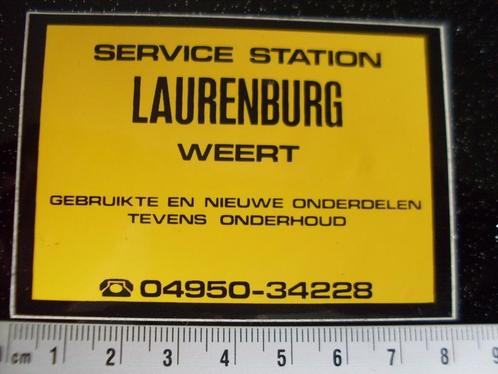 SERVICE STATION
LAURENBURG
WEERT
GEBRUIKTE EN NIEUWE ONDERDELEN
TEVENS ONDERHOUD
☎ 04950-34228
0 cm 1 2 3 4 5 6 7 8 9